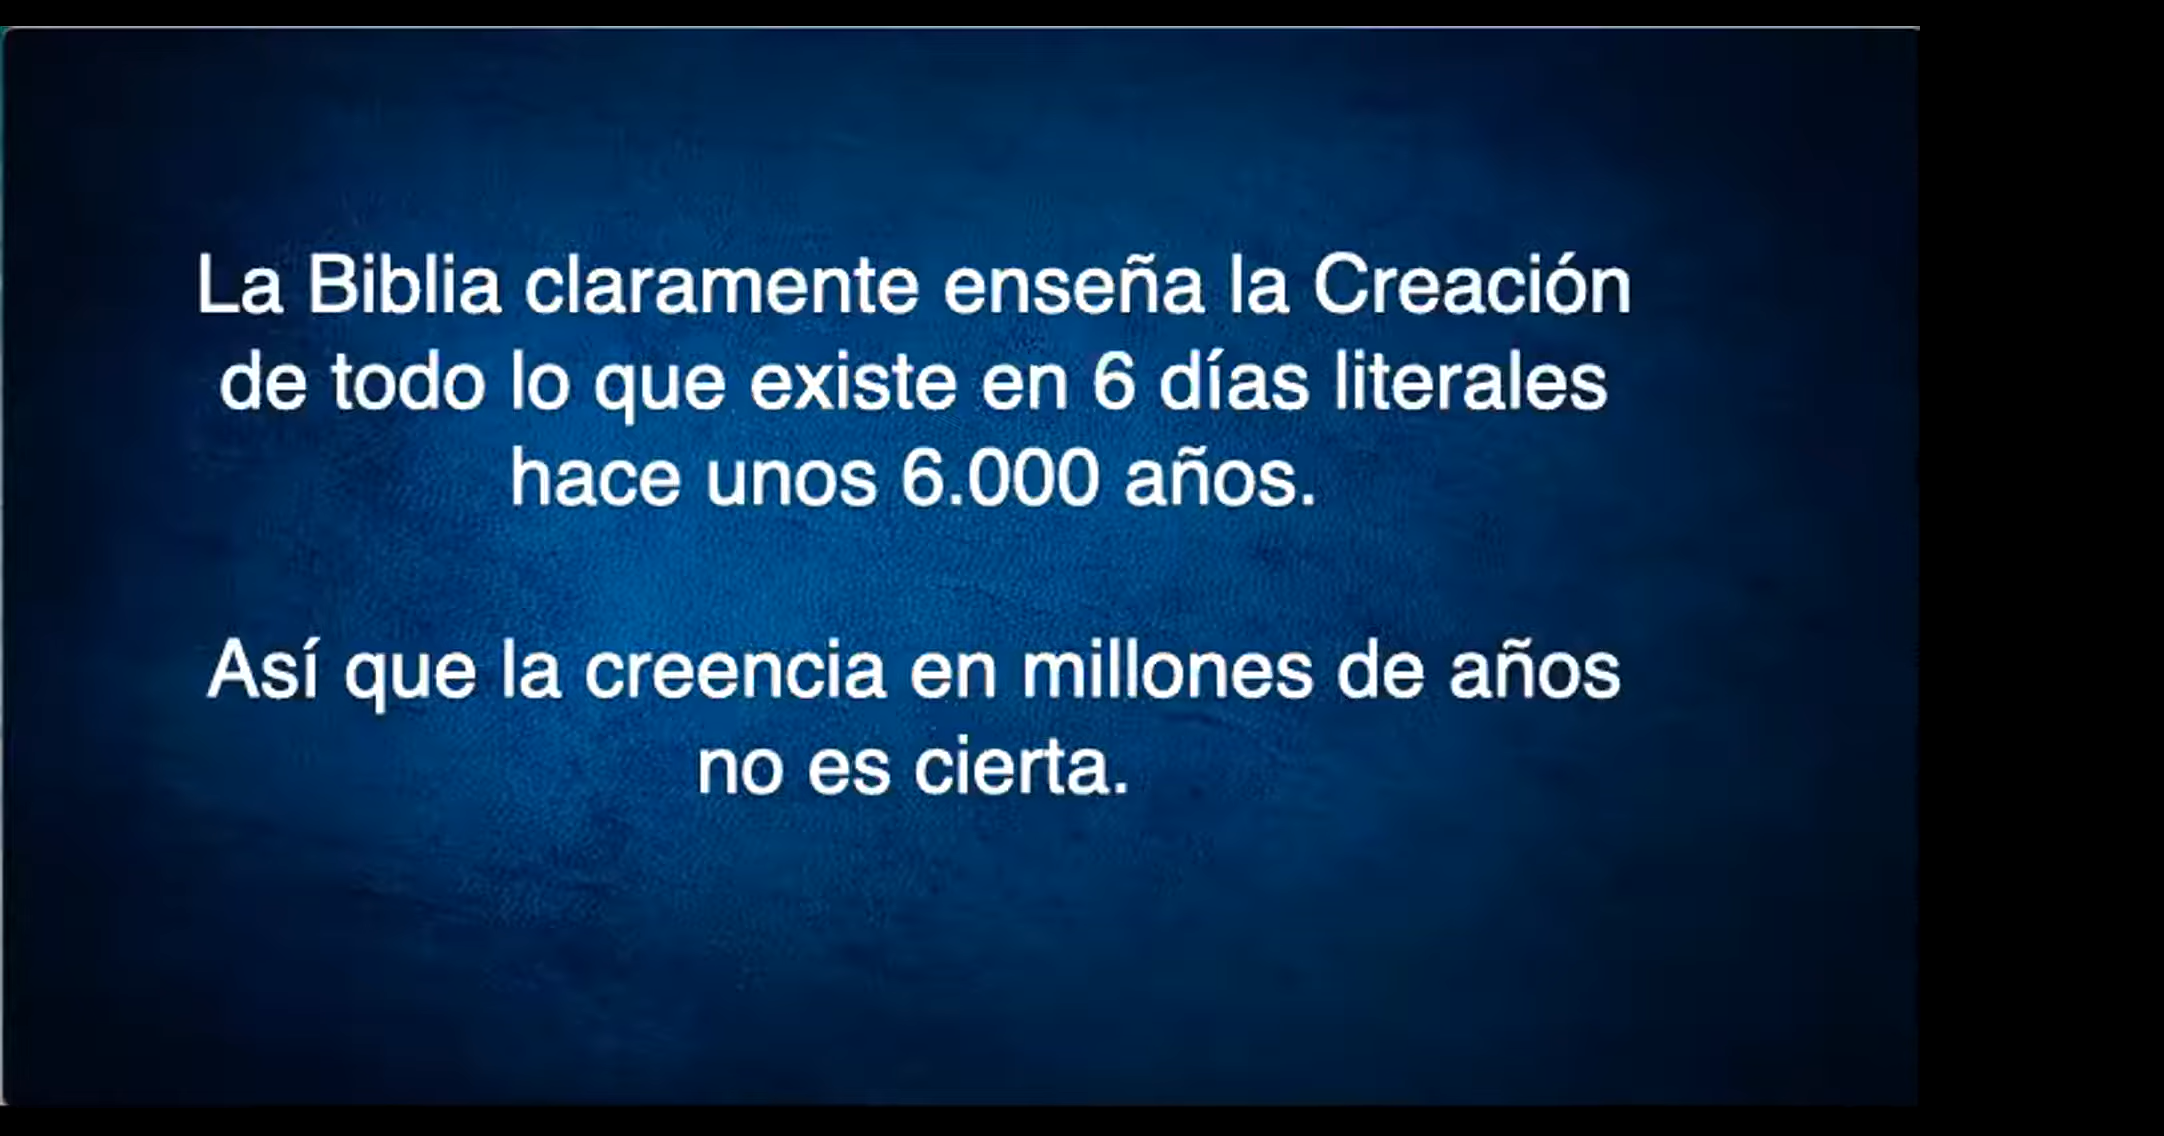 La Biblia claramente enseña la Creación
de todo lo que existe en 6 días literales
hace unos 6.000 años.
Así que la creencia en millones de años
no es cierta.